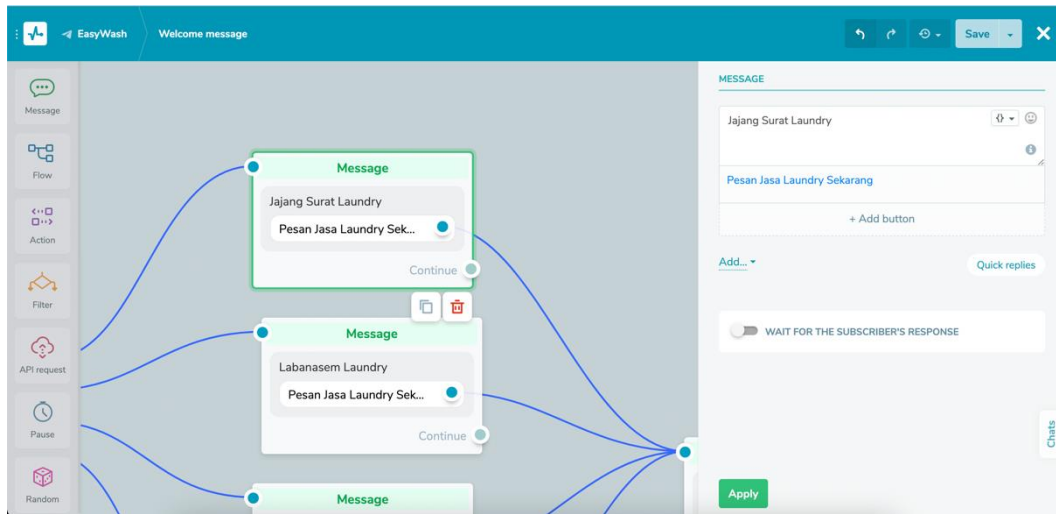 EasyWash
Welcome message
Save
Message
Flow
Action
Filter
API request
Pause
Random
Message
Jajang Surat Laundry
Pesan Jasa Laundry Sek...
Continue
Message
Labanasem Laundry
Pesan Jasa Laundry Sek...
Continue
Message
MESSAGE
Jajang Surat Laundry
{}
Pesan Jasa Laundry Sekarang
+ Add button
Add...
Quick replies
WAIT FOR THE SUBSCRIBER'S RESPONSE
Chats
Apply